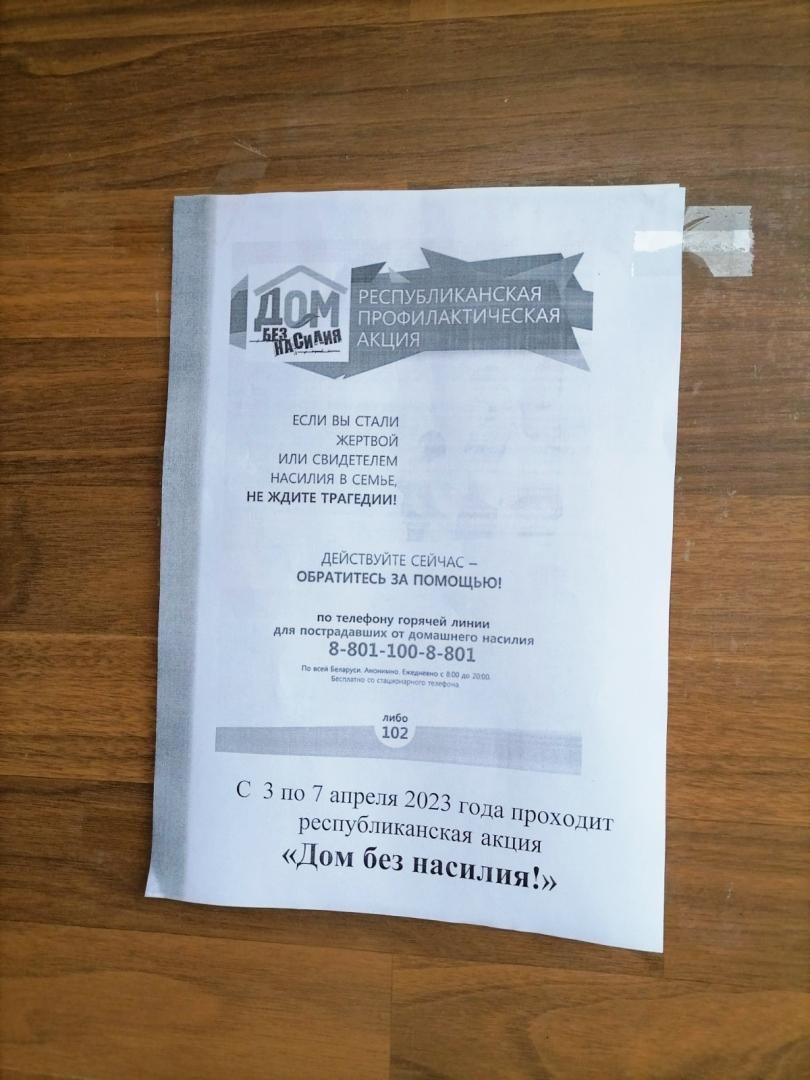 ДОМ
БЕЗ
НАСИЛИЯ
РЕСПУБЛИКАНСКАЯ
ПРОФИЛАКТИЧЕСКАЯ
АКЦИЯ
ЕСЛИ ВЫ СТАЛИ
ЖЕРТВОЙ
ИЛИ СВИДЕТЕЛЕМ
НАСИЛИЯ В СЕМЬЕ,
НЕ ЖДИТЕ ТРАГЕДИИ!
ДЕЙСТВУЙТЕ СЕЙЧАС –
ОБРАТИТЕСЬ ЗА ПОМОЩЬЮ!
по телефону горячей линии
для пострадавших от домашнего насилия
8-801-100-8-801
По всей Беларуси. Анонимно. Ежедневно с 8:00 до 20:00.
Бесплатно со стационарного телефона
либо
102
С 3 по 7 апреля 2023 года проходит
республиканская акция
«Дом без насилия!»